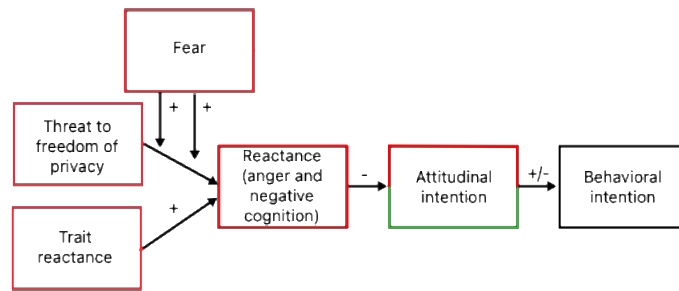 Fear
+
+
Threat to
freedom of
privacy
Reactance
(anger and
negative
cognition)
-
Attitudinal
intention
+/-
Behavioral
intention
+
Trait
reactance